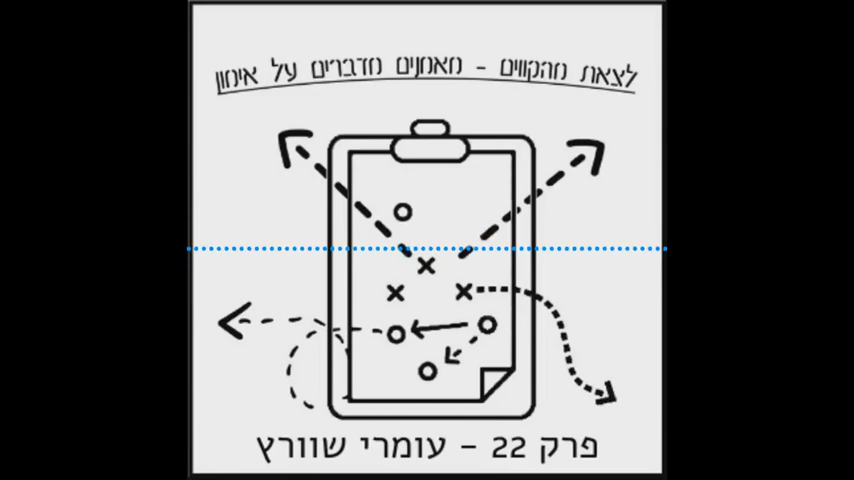 לצאת מהקווים - מאמנים מדברים על אימון
פרק 22 - עומרי שוורץ